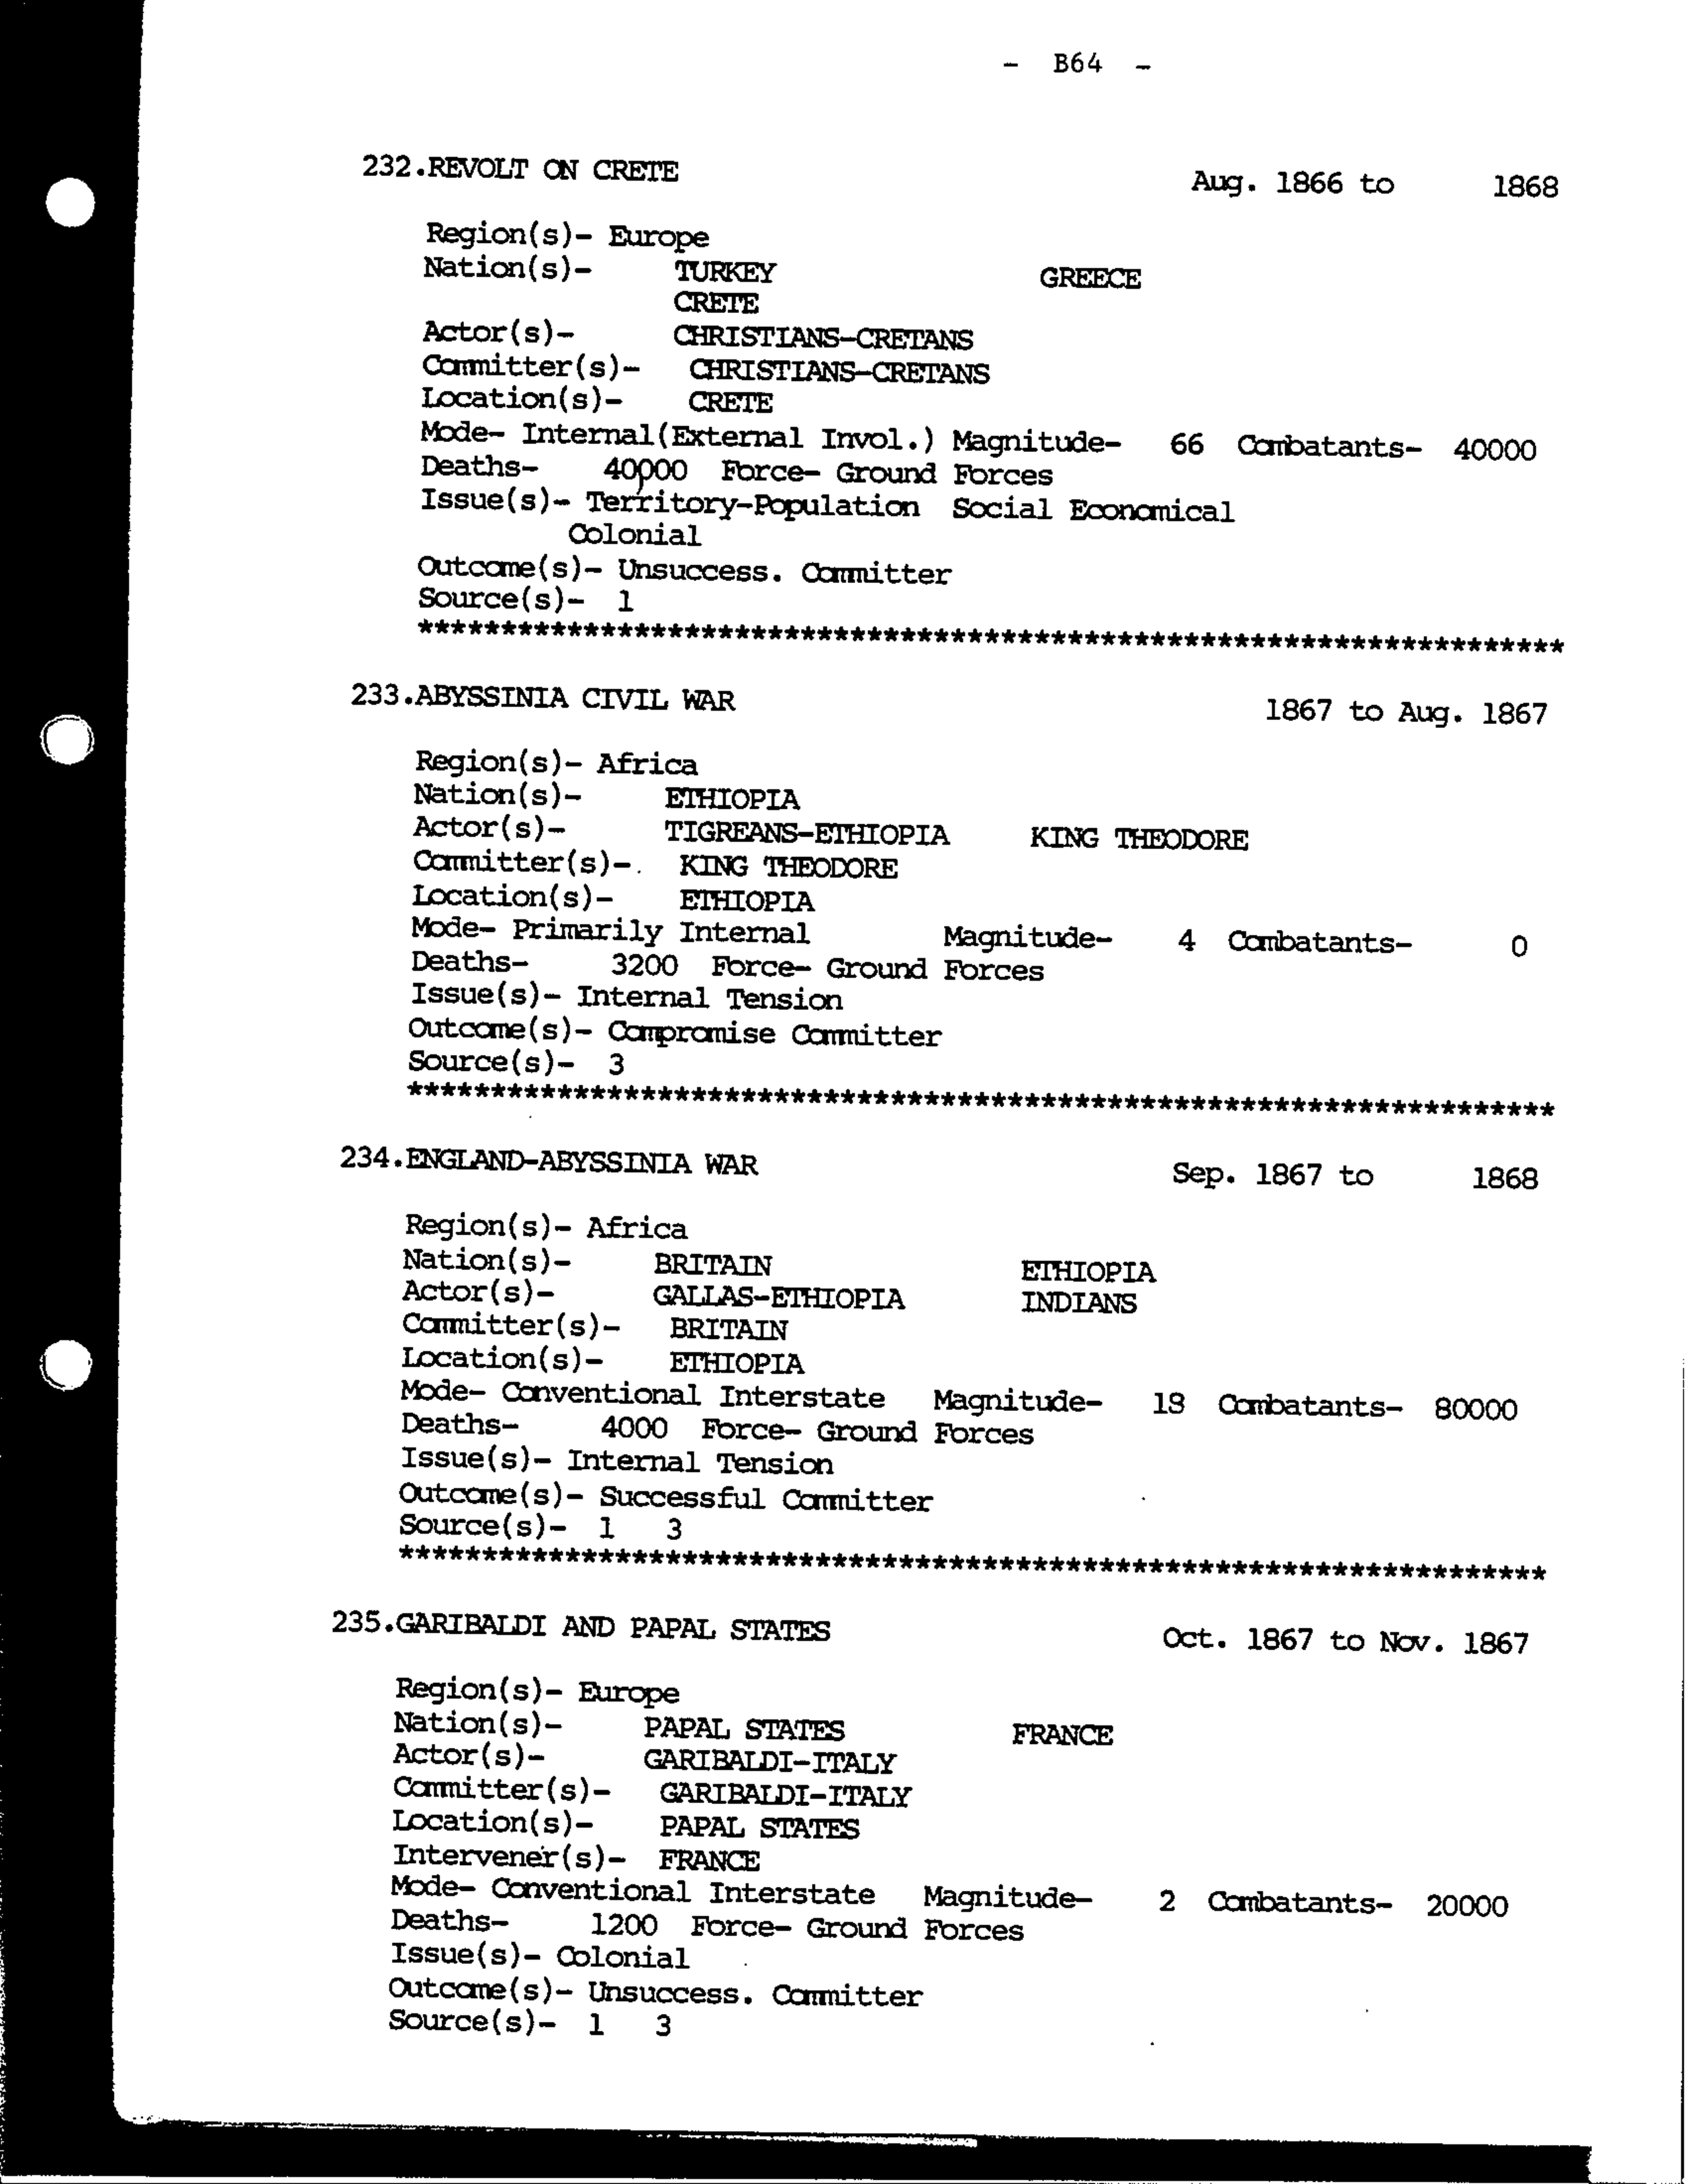 - B64 -
232.REVOLT ON CRETE Aug. 1866 to 1868
Region(s)- Europe
Nation(s)- TURKEY GREECE
CRETE
Actor(s)- CHRISTIANS-CRETANS
Committer(s)- CHRISTIANS-CRETANS
Location(s)- CRETE
Mode- Internal(External Invol.) Magnitude- 66 Combatants- 40000
Deaths- 40000 Force- Ground Forces
Issue(s)- Territory-Population Social Economical
Colonial
Outcome(s)- Unsuccess. Committer
Source(s)- 1
*********************************************************************
233.ABYSSINIA CIVIL WAR 1867 to Aug. 1867
Region(s)- Africa
Nation(s)- ETHIOPIA
Actor(s)- TIGREANS-ETHIOPIA KING THEODORE
Committer(s)- KING THEODORE
Location(s)- ETHIOPIA
Mode- Primarily Internal Magnitude- 4 Combatants- 0
Deaths- 3200 Force- Ground Forces
Issue(s)- Internal Tension
Outcome(s)- Compromise Committer
Source(s)- 3
*********************************************************************
234.ENGLAND-ABYSSINIA WAR Sep. 1867 to 1868
Region(s)- Africa
Nation(s)- BRITAIN ETHIOPIA
Actor(s)- GALLAS-ETHIOPIA INDIANS
Committer(s)- BRITAIN
Location(s)- ETHIOPIA
Mode- Conventional Interstate Magnitude- 18 Combatants- 80000
Deaths- 4000 Force- Ground Forces
Issue(s)- Internal Tension
Outcome(s)- Successful Committer
Source(s)- 1 3
*********************************************************************
235.GARIBALDI AND PAPAL STATES Oct. 1867 to Nov. 1867
Region(s)- Europe
Nation(s)- PAPAL STATES FRANCE
Actor(s)- GARIBALDI-ITALY
Committer(s)- GARIBALDI-ITALY
Location(s)- PAPAL STATES
Intervener(s)- FRANCE
Mode- Conventional Interstate Magnitude- 2 Combatants- 20000
Deaths- 1200 Force- Ground Forces
Issue(s)- Colonial
Outcome(s)- Unsuccess. Committer
Source(s)- 1 3